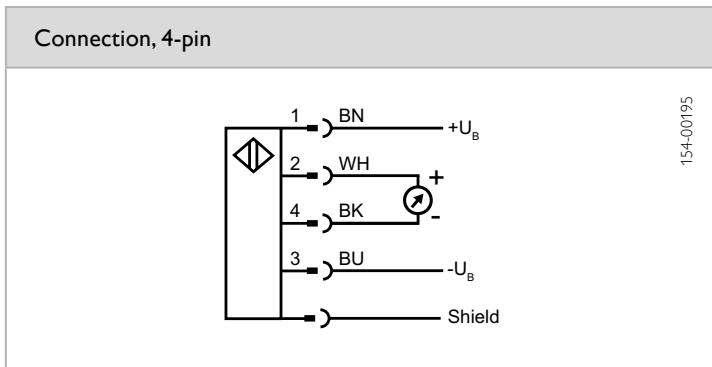 Connection, 4-pin
1 BN +UB
2 WH +
4 BK -
3 BU -UB
Shield
154-00195